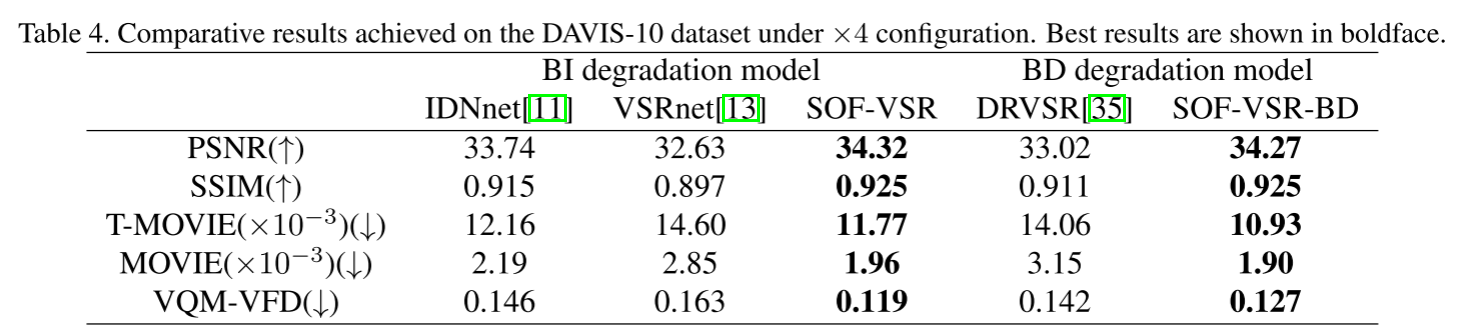 Table 4. Comparative results achieved on the DAVIS-10 dataset under ×4 configuration. Best results are shown in boldface.
BI degradation model BD degradation model
IDNnet[11] VSRnet[13] SOF-VSR DRVSR[35] SOF-VSR-BD
PSNR(↑) 33.74 32.63 34.32 33.02 34.27
SSIM(↑) 0.915 0.897 0.925 0.911 0.925
T-MOVIE(×10⁻³)(↓) 12.16 14.60 11.77 14.06 10.93
MOVIE(×10⁻³)(↓) 2.19 2.85 1.96 3.15 1.90
VQM-VFD(↓) 0.146 0.163 0.119 0.142 0.127